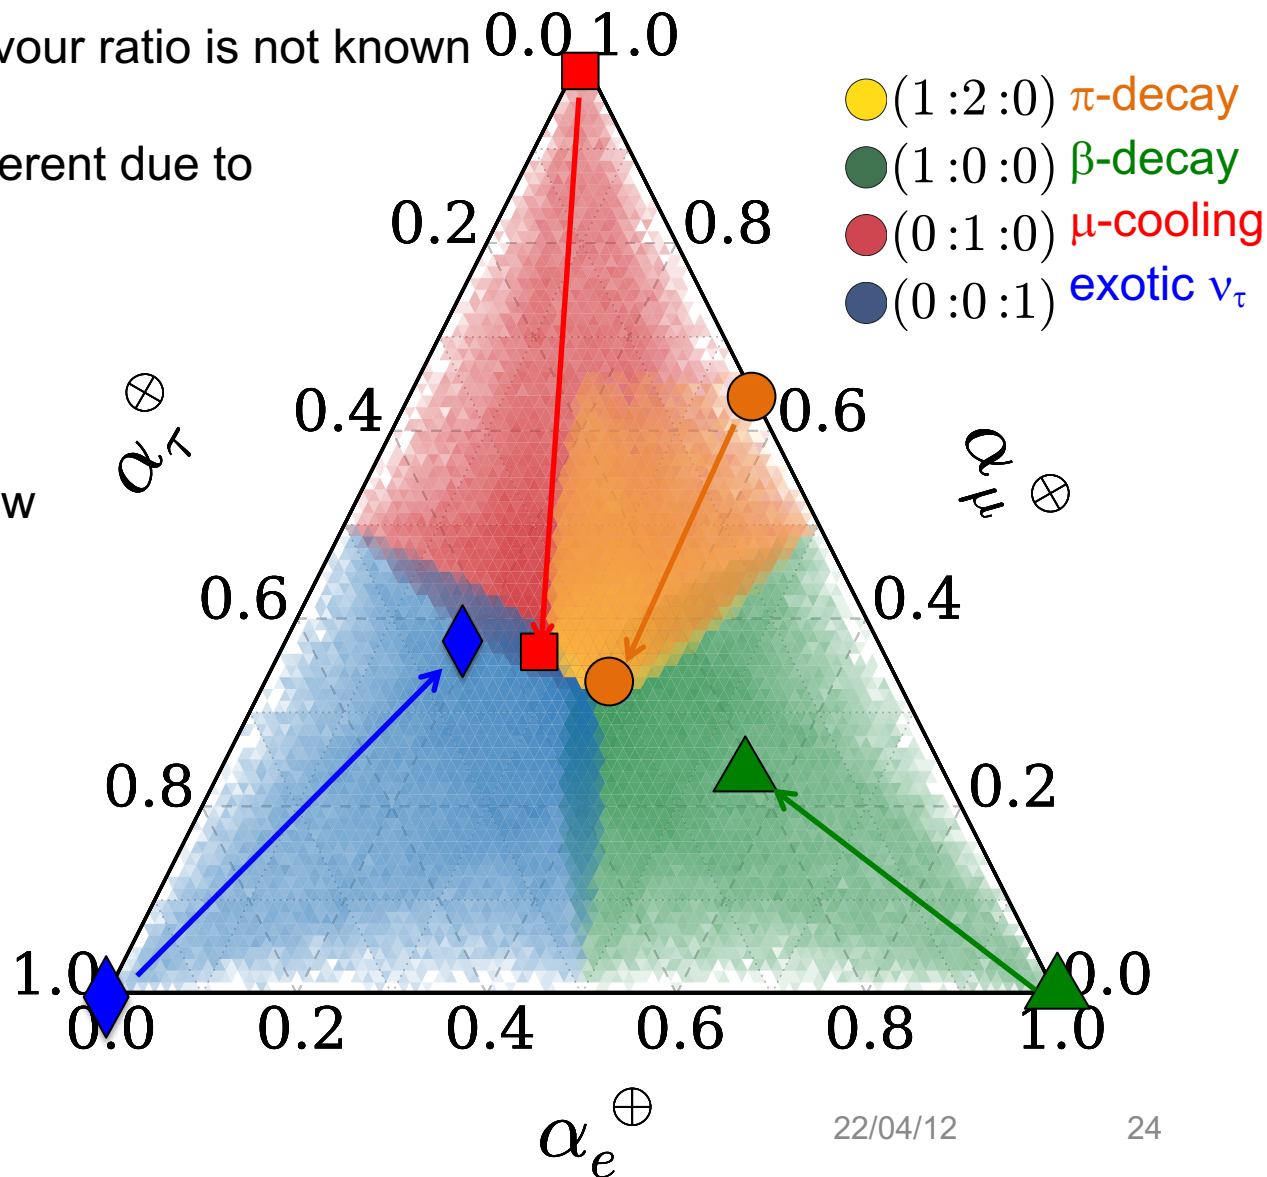 vour ratio is not known
erent due to
w
0.0 1.0
0.2 0.8
0.4 0.6
0.6 0.4
0.8 0.2
1.0 0.0
0.0 0.2 0.4 0.6 0.8 1.0
α_τ^⊗
α_μ^⊗
α_e^⊕
(1:2:0) π-decay
(1:0:0) β-decay
(0:1:0) μ-cooling
(0:0:1) exotic ν_τ
22/04/12 24